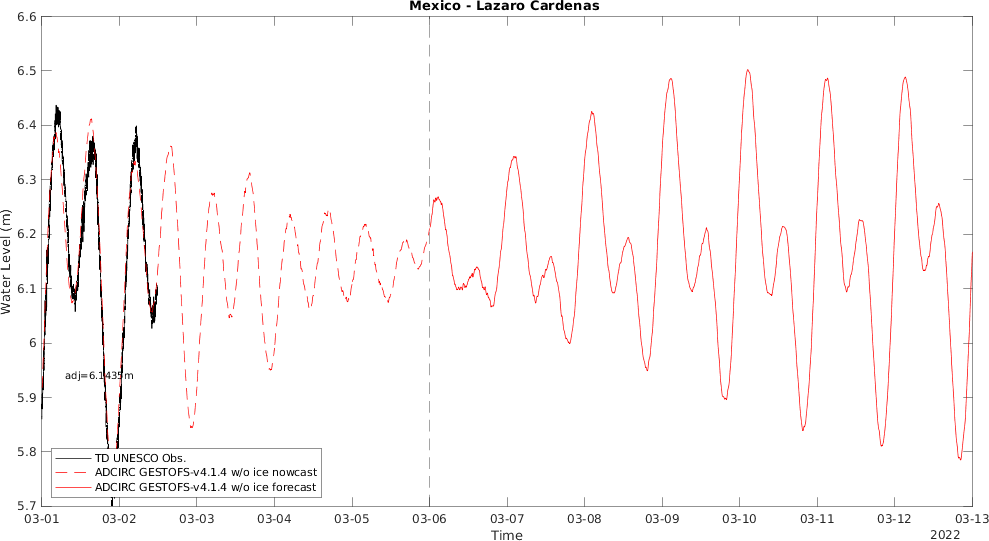 Mexico - Lazaro Cardenas
6.6
6.5
6.4
6.3
6.2
6.1
6
5.9
5.8
5.7
Water Level (m)
adj=6.1435m
TD UNESCO Obs.
ADCIRC GESTOFS-v4.1.4 w/o ice nowcast
ADCIRC GESTOFS-v4.1.4 w/o ice forecast
03-01 03-02 03-03 03-04 03-05 03-06 03-07 03-08 03-09 03-10 03-11 03-12 03-13
Time
2022